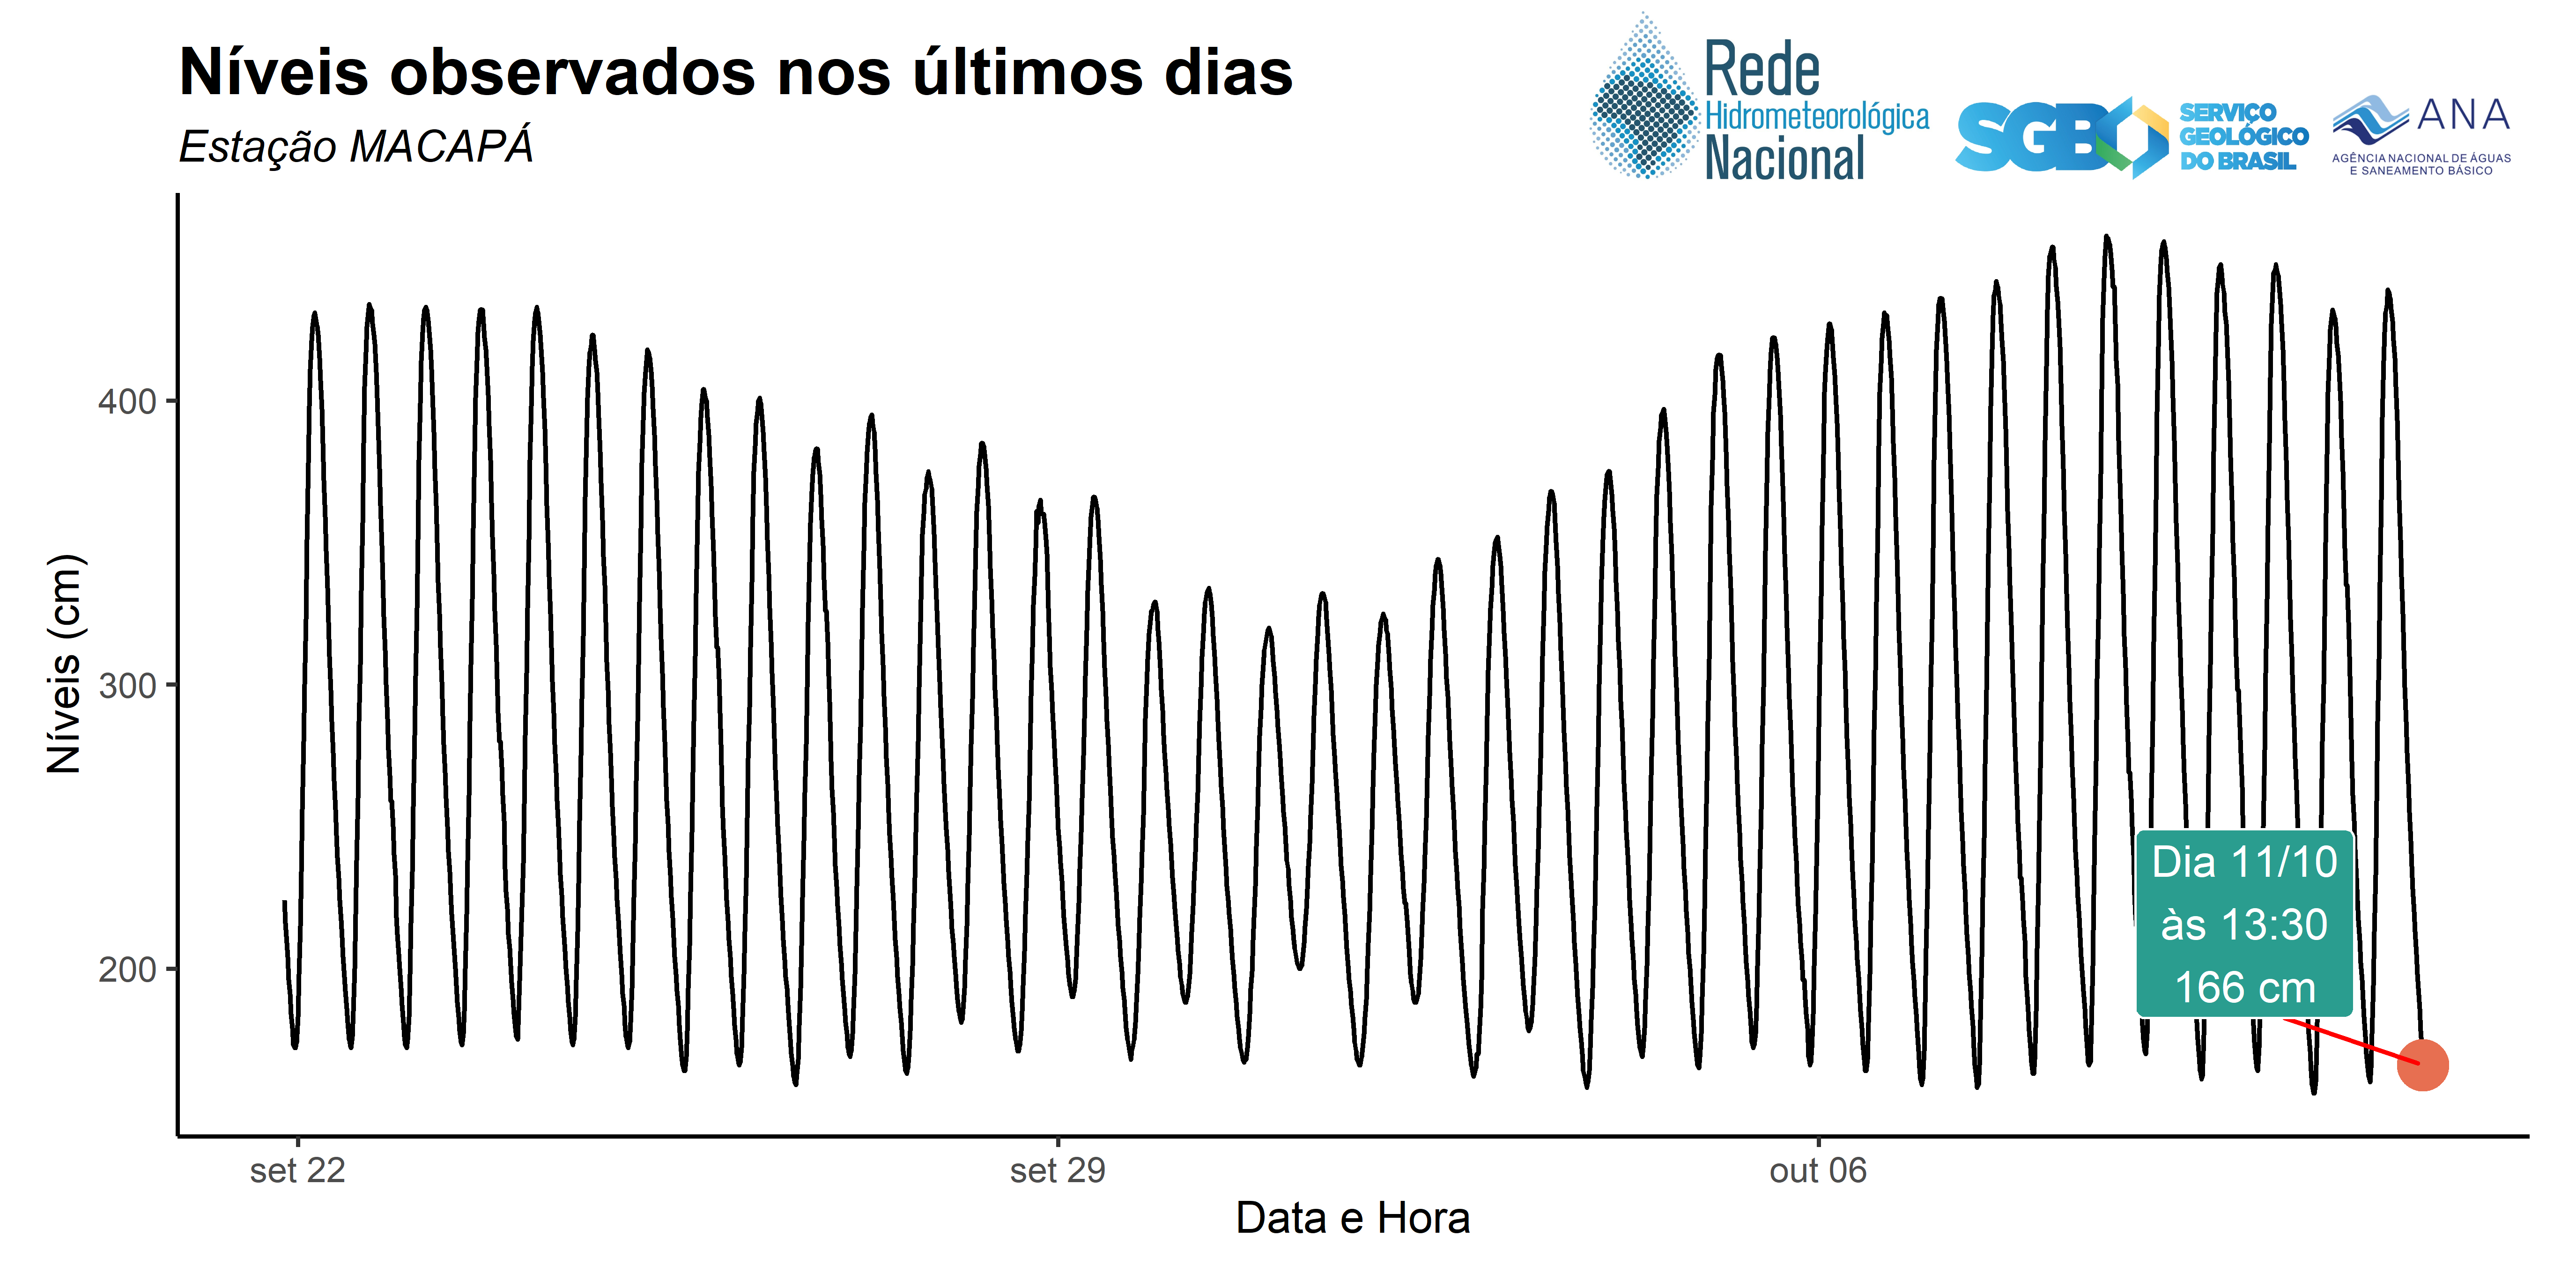 Níveis observados nos últimos dias
Estação MACAPÁ
Rede
Hidrometeorológica
Nacional
SGB
SERVIÇO
GEOLÓGICO
DO BRASIL
ANA
AGÊNCIA NACIONAL DE ÁGUAS
E SANEAMENTO BÁSICO
Níveis (cm)
400
300
200
Dia 11/10
às 13:30
166 cm
set 22
set 29
out 06
Data e Hora